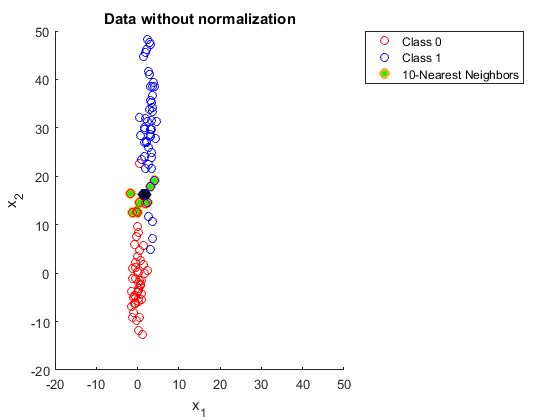 Data without normalization
Class 0
Class 1
10-Nearest Neighbors
50
40
30
20
10
0
-10
-20
x2
-20 -10 0 10 20 30 40 50
x1